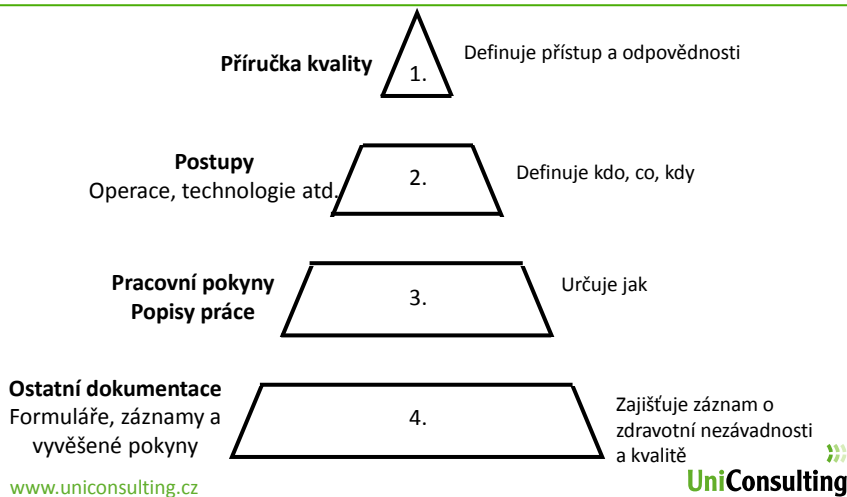 Příručka kvality
1.
Definuje přístup a odpovědnosti
Postupy
Operace, technologie atd.
2.
Definuje kdo, co, kdy
Pracovní pokyny
Popisy práce
3.
Určuje jak
Ostatní dokumentace
Formuláře, záznamy a
vyvěšené pokyny
4.
Zajišťuje záznam o
zdravotní nezávadnosti
a kvalitě
www.uniconsulting.cz
UniConsulting